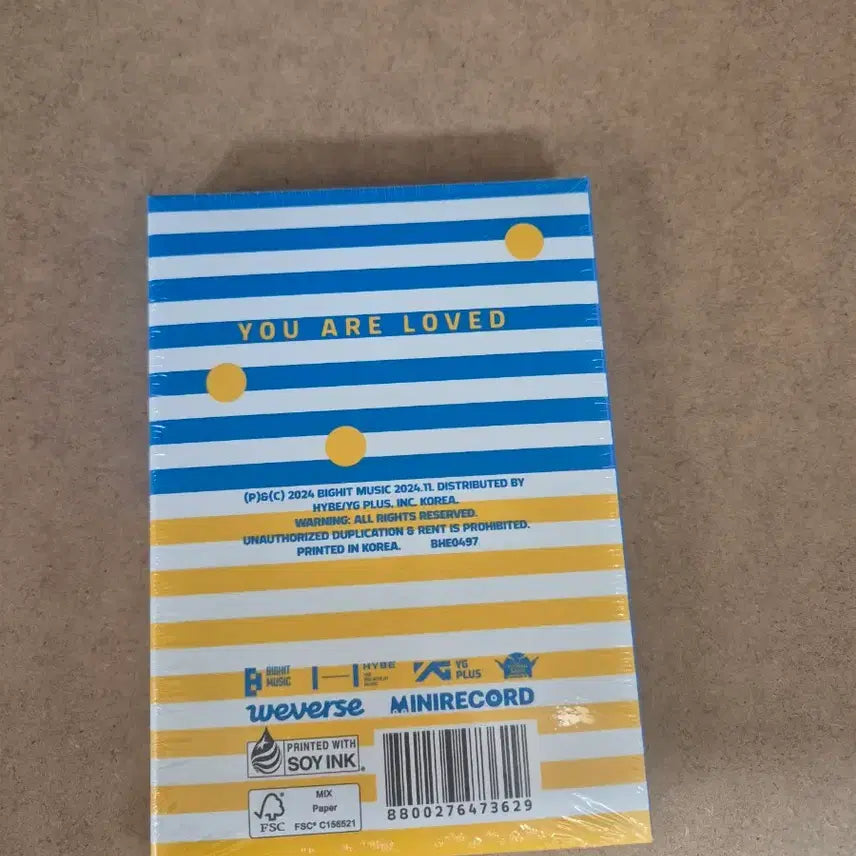 YOU ARE LOVED
(P)&(C) 2024 BIGHIT MUSIC 2024.11. DISTRIBUTED BY
HYBE/YG PLUS, INC. KOREA.
WARNING: ALL RIGHTS RESERVED.
UNAUTHORIZED DUPLICATION & RENT IS PROHIBITED.
PRINTED IN KOREA. BHE0497
BIGHIT
MUSIC
HYBE
YG
PLUS
weverse
MINIRECORD
PRINTED WITH
SOY INK
FSC
MIX
Paper
FSC® C156521
8800276473629